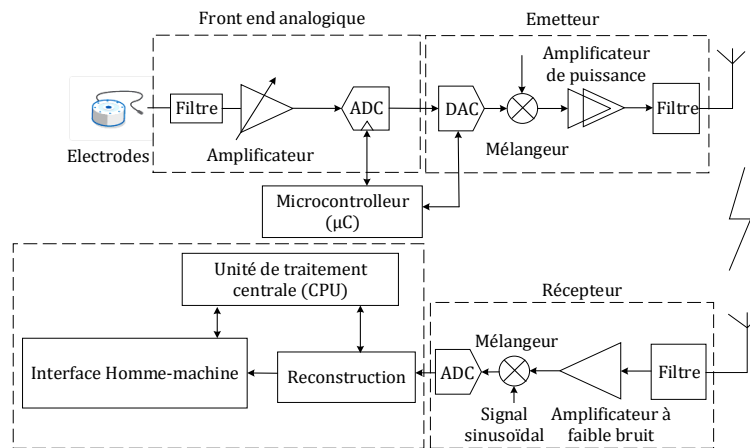 Front end analogique
Emetteur
Amplificateur
de puissance
Filtre
ADC
DAC
Filtre
Electrodes
Amplificateur
Mélangeur
Microcontrolleur
(µC)
Unité de traitement
centrale (CPU)
Récepteur
Mélangeur
Interface Homme-machine
Reconstruction
ADC
Filtre
Signal
sinusoïdal
Amplificateur à
faible bruit